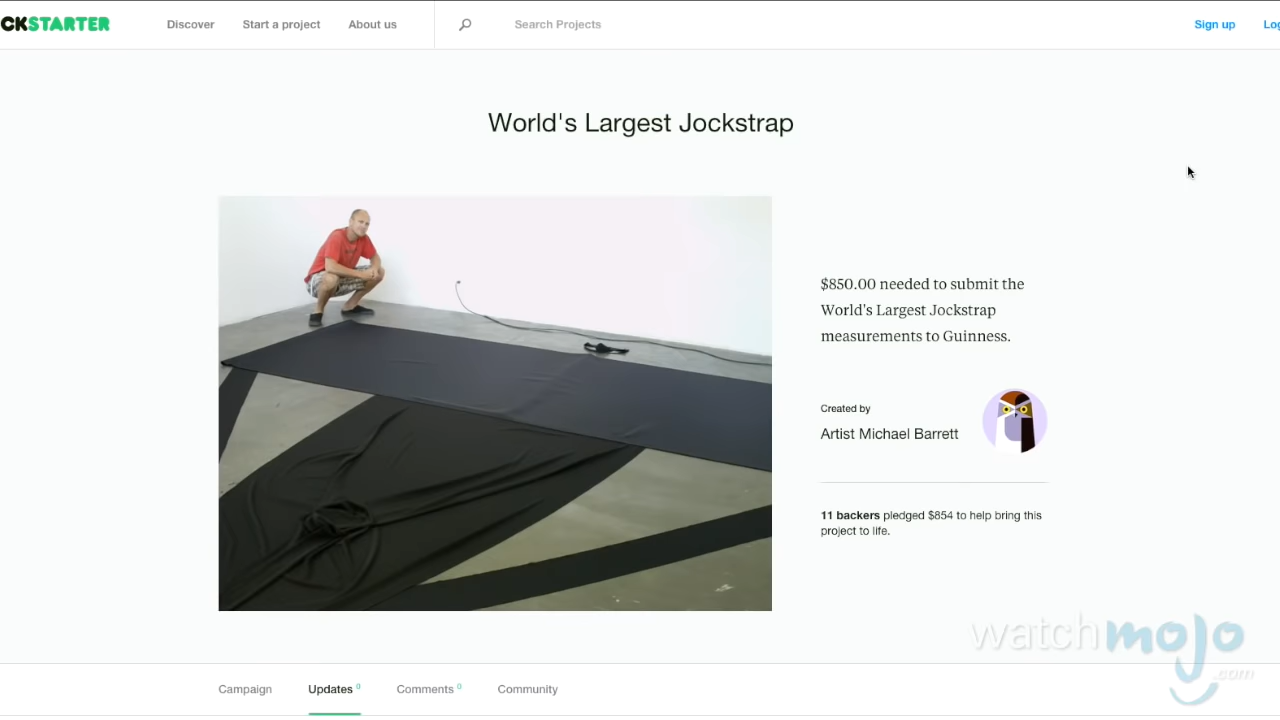 CKSTARTER
Discover
Start a project
About us
Search Projects
Sign up
Log
World's Largest Jockstrap
$850.00 needed to submit the
World's Largest Jockstrap
measurements to Guinness.
Created by
Artist Michael Barrett
11 backers pledged $854 to help bring this
project to life.
watchmojo
.com
Campaign
Updates 0
Comments 0
Community